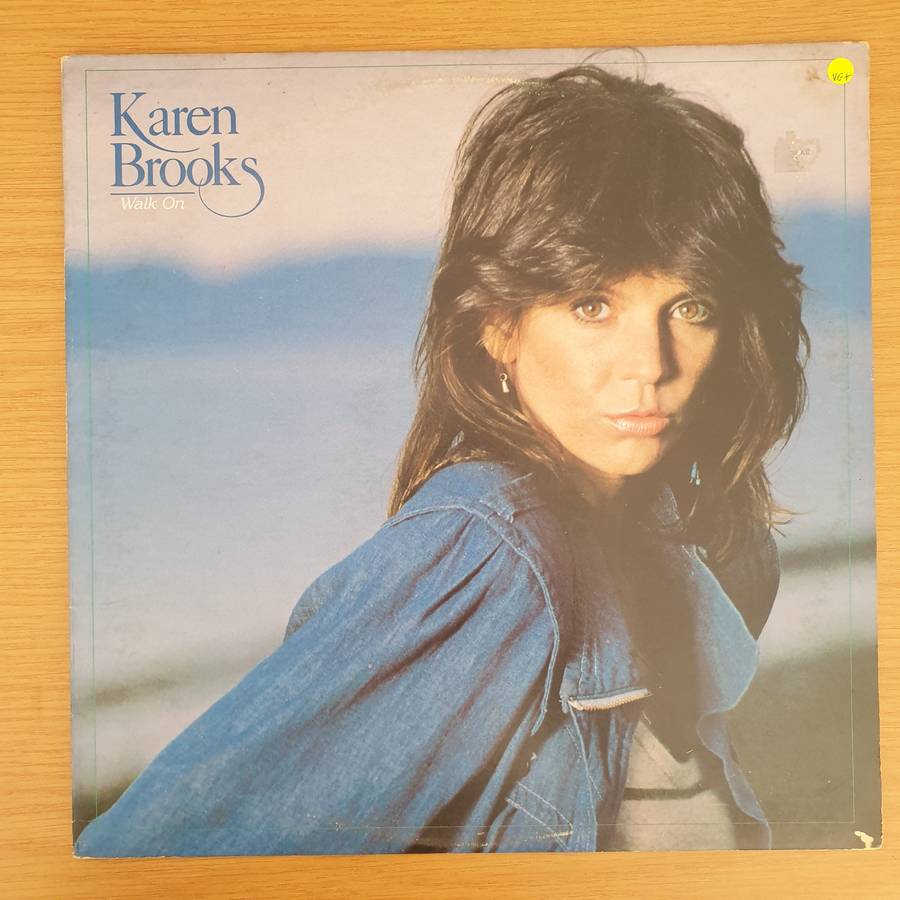 Karen
Brooks
Walk On
VG+